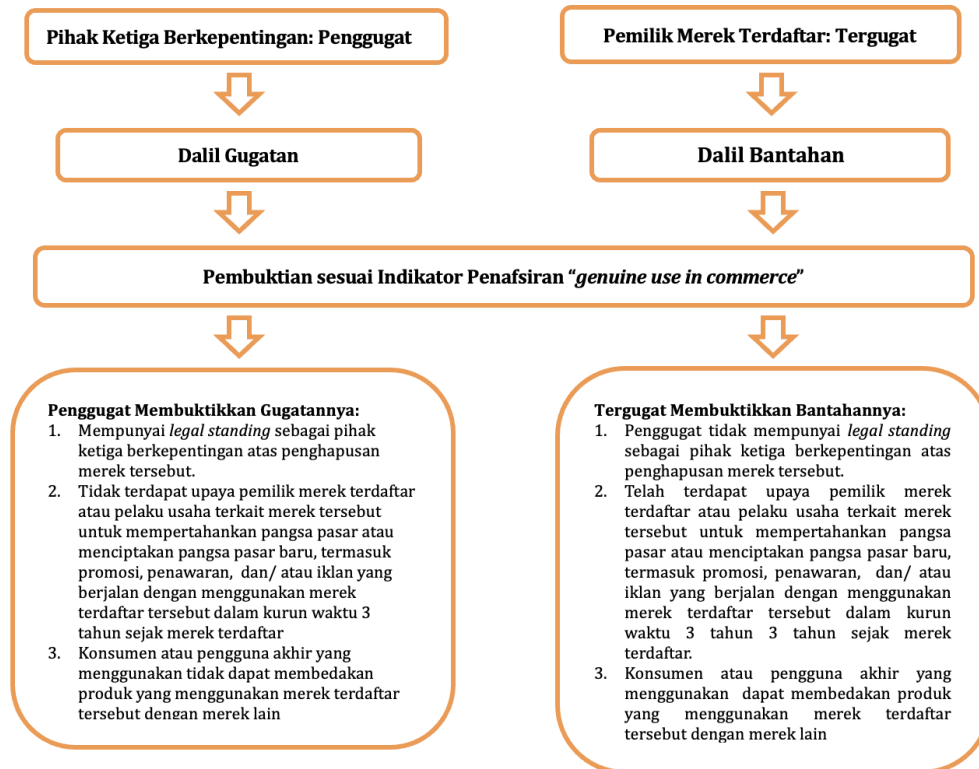 Pihak Ketiga Berkepentingan: Penggugat
Pemilik Merek Terdaftar: Tergugat
Dalil Gugatan
Dalil Bantahan
Pembuktian sesuai Indikator Penafsiran “genuine use in commerce”
Penggugat Membuktikkan Gugatannya:
1. Mempunyai legal standing sebagai pihak
ketiga berkepentingan atas penghapusan
merek tersebut.
2. Tidak terdapat upaya pemilik merek terdaftar
atau pelaku usaha terkait merek tersebut
untuk mempertahankan pangsa pasar atau
menciptakan pangsa pasar baru, termasuk
promosi, penawaran, dan/ atau iklan yang
berjalan dengan menggunakan merek
terdaftar tersebut dalam kurun waktu 3
tahun sejak merek terdaftar
3. Konsumen atau pengguna akhir yang
menggunakan tidak dapat membedakan
produk yang menggunakan merek terdaftar
tersebut dengan merek lain
Tergugat Membuktikkan Bantahannya:
1. Penggugat tidak mempunyai legal standing
sebagai pihak ketiga berkepentingan atas
penghapusan merek tersebut.
2. Telah terdapat upaya pemilik merek
terdaftar atau pelaku usaha terkait merek
tersebut untuk mempertahankan pangsa
pasar atau menciptakan pangsa pasar baru,
termasuk promosi, penawaran, dan/ atau
iklan yang berjalan dengan menggunakan
merek terdaftar tersebut dalam kurun
waktu 3 tahun 3 tahun sejak merek
terdaftar.
3. Konsumen atau pengguna akhir yang
menggunakan dapat membedakan produk
yang menggunakan merek terdaftar
tersebut dengan merek lain